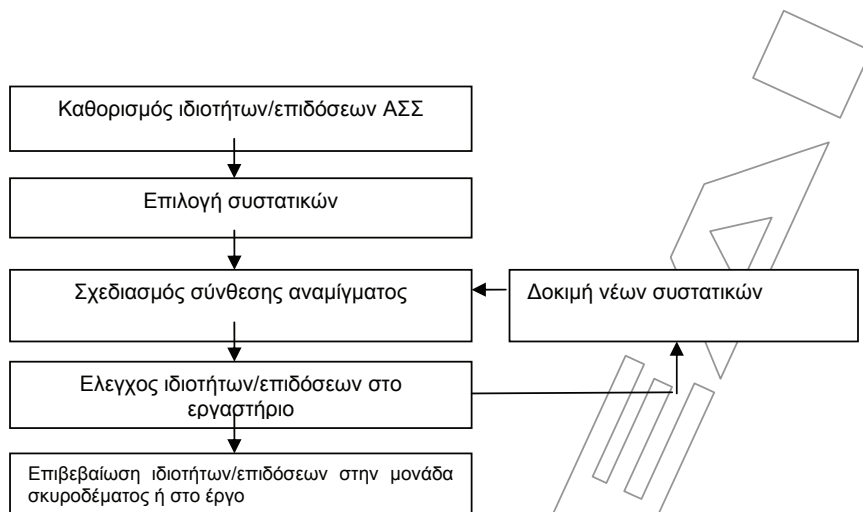 Καθορισμός ιδιοτήτων/επιδόσεων ΑΣΣ
Επιλογή συστατικών
Σχεδιασμός σύνθεσης αναμίγματος
Δοκιμή νέων συστατικών
Ελεγχος ιδιοτήτων/επιδόσεων στο
εργαστήριο
Επιβεβαίωση ιδιοτήτων/επιδόσεων στην μονάδα
σκυροδέματος ή στο έργο